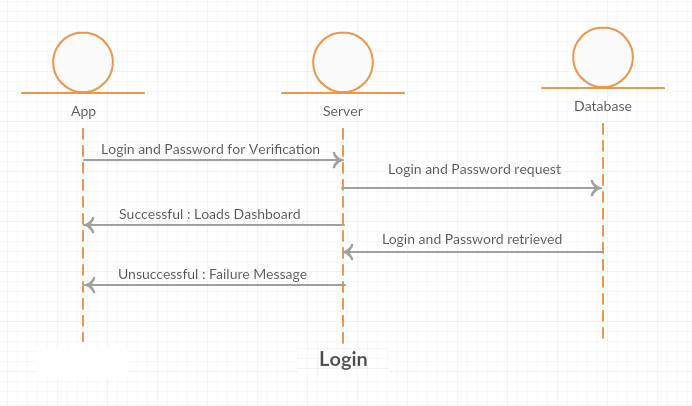 App
Server
Database
Login and Password for Verification
Login and Password request
Successful : Loads Dashboard
Login and Password retrieved
Unsuccessful : Failure Message
Login